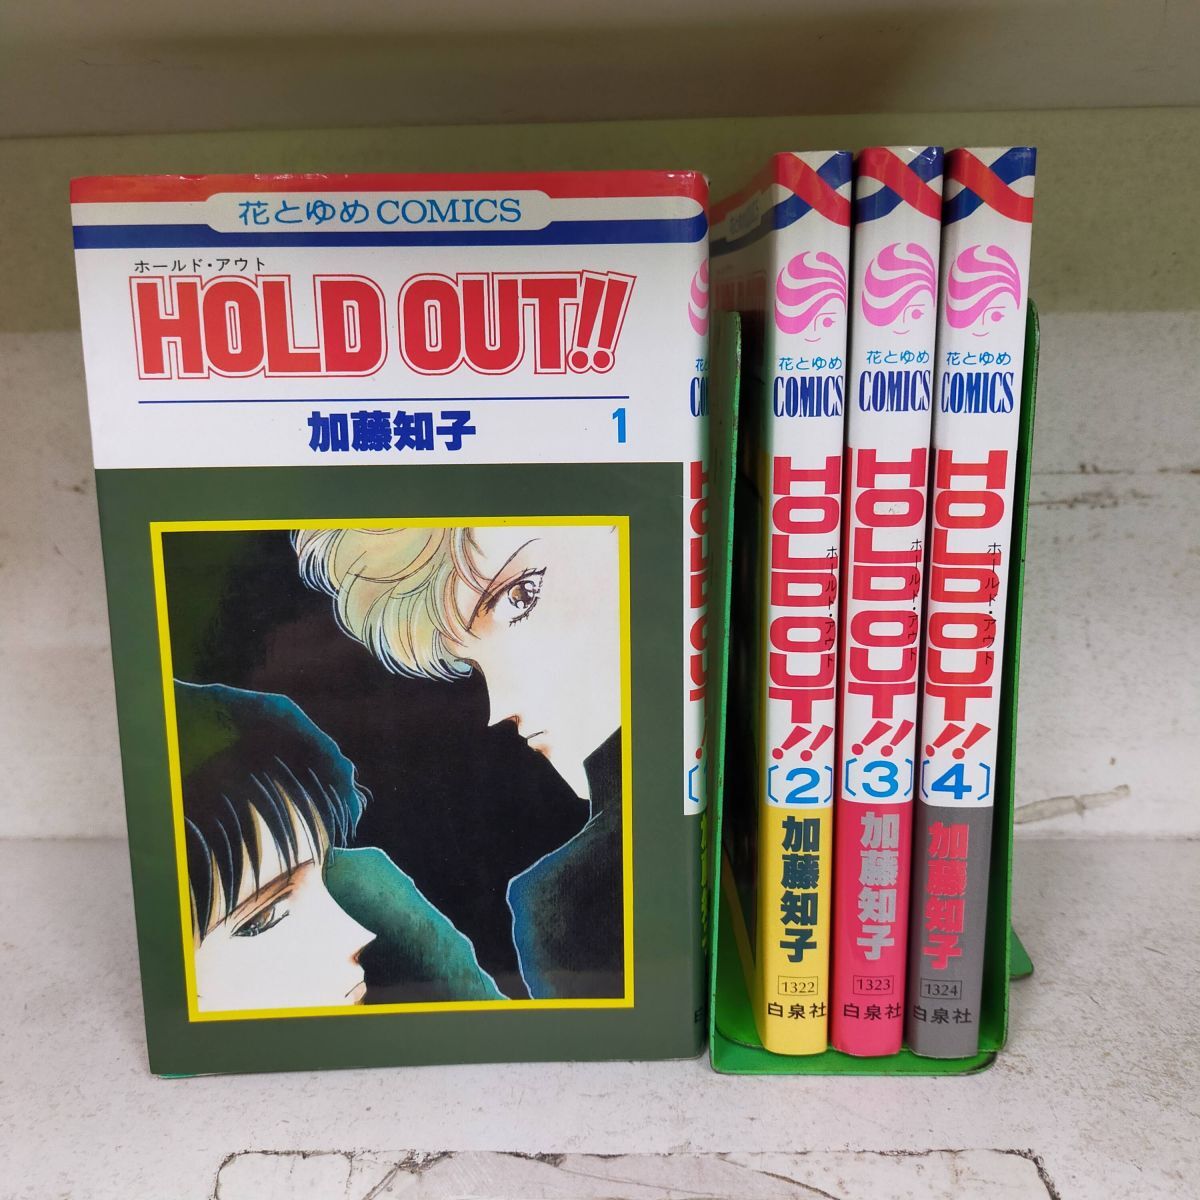 花とゆめCOMICS
ホールド・アウト
HOLD OUT!!
加藤知子 1
花とゆめ
COMICS
HOLD OUT!!
ホールド・アウト
〔2〕
加藤知子
1322
白泉社
花とゆめ
COMICS
HOLD OUT!!
ホールド・アウト
〔3〕
加藤知子
1323
白泉社
花とゆめ
COMICS
HOLD OUT!!
ホールド・アウト
〔4〕
加藤知子
1324
白泉社